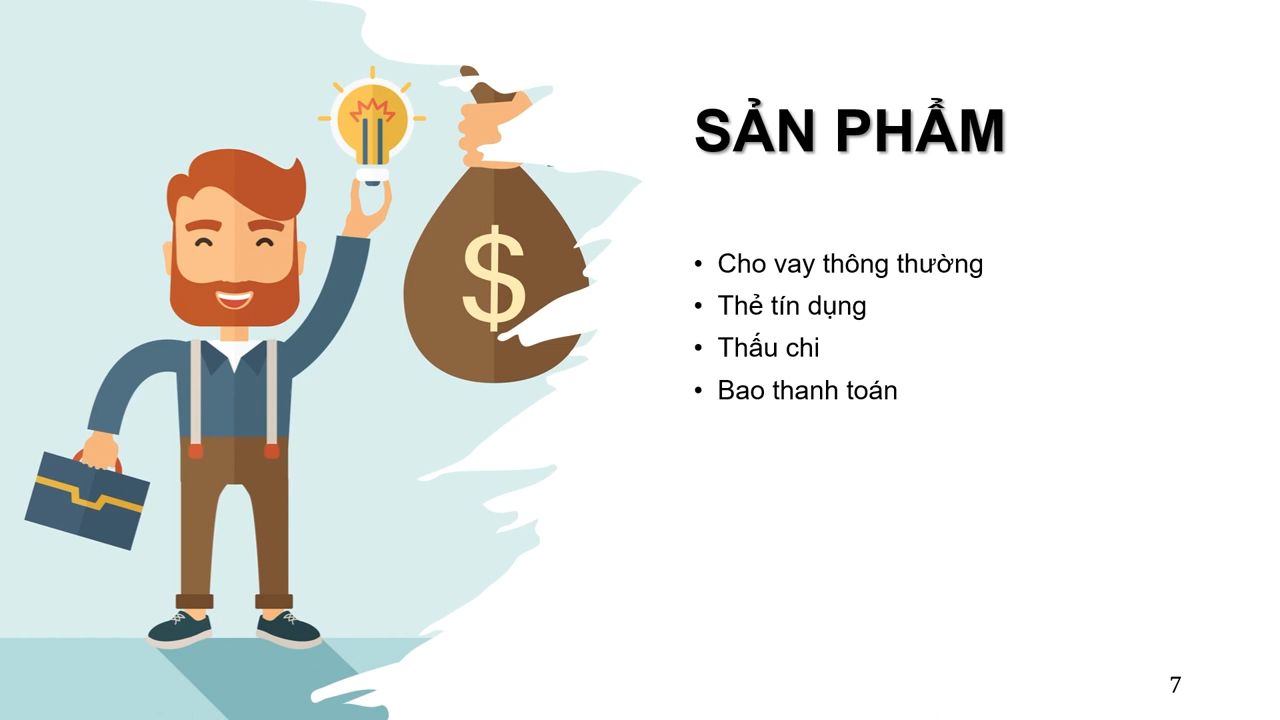 SẢN PHẨM
• Cho vay thông thường
• Thẻ tín dụng
• Thấu chi
• Bao thanh toán
$
7